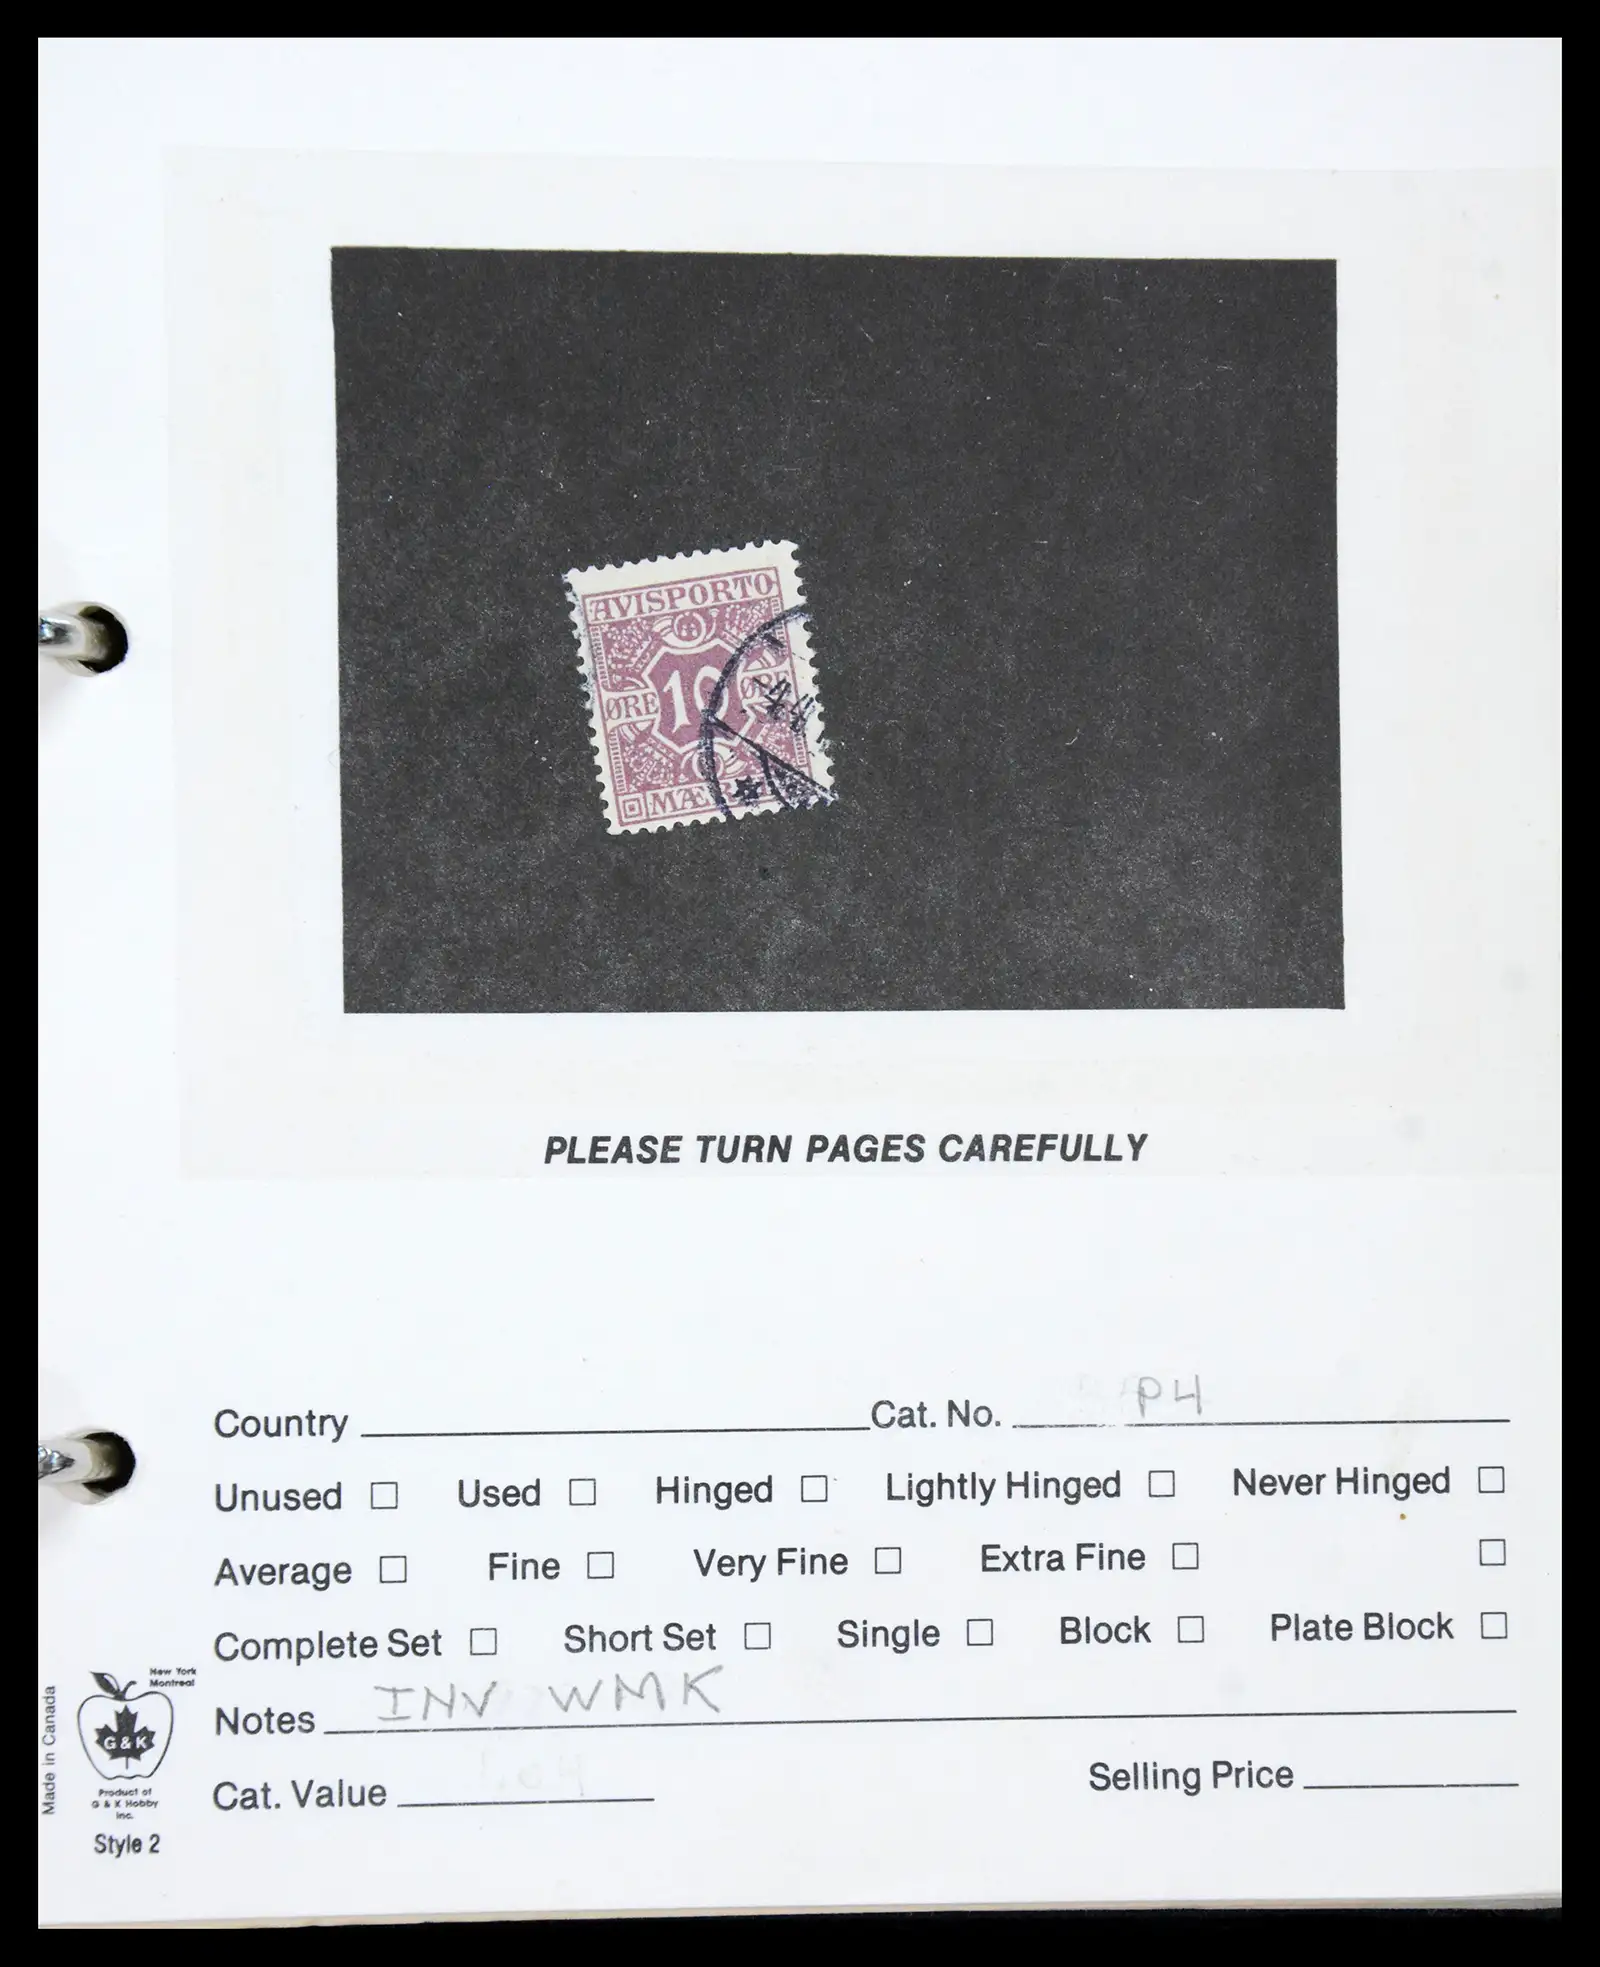 AVISPORTO
ØRE 10 ØRE
-4.4
PLEASE TURN PAGES CAREFULLY
Country Cat. No. P4
Unused Used Hinged Lightly Hinged Never Hinged
Average Fine Very Fine Extra Fine
Complete Set Short Set Single Block Plate Block
Notes INV WMK
Cat. Value Selling Price
New York
Montreal
G & K
Product of
G & K Hobby
Inc.
Style 2
Made in Canada